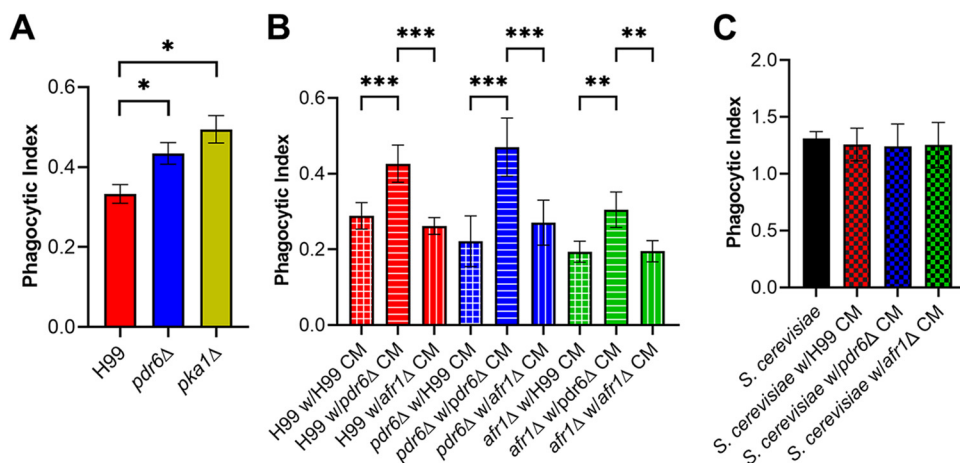 A
Phagocytic Index
0.6
0.4
0.2
0.0
*
*
H99
pdr6Δ
pka1Δ
B
Phagocytic Index
0.8
0.6
0.4
0.2
0.0
*** ***
*** *** **
*** ** **
H99 w/H99 CM
H99 w/pdr6Δ CM
H99 w/afr1Δ CM
pdr6Δ w/H99 CM
pdr6Δ w/pdr6Δ CM
pdr6Δ w/afr1Δ CM
afr1Δ w/H99 CM
afr1Δ w/pdr6Δ CM
afr1Δ w/afr1Δ CM
C
Phagocytic Index
2.0
1.5
1.0
0.5
0.0
S. cerevisiae
S. cerevisiae w/H99 CM
S. cerevisiae w/pdr6Δ CM
S. cerevisiae w/afr1Δ CM